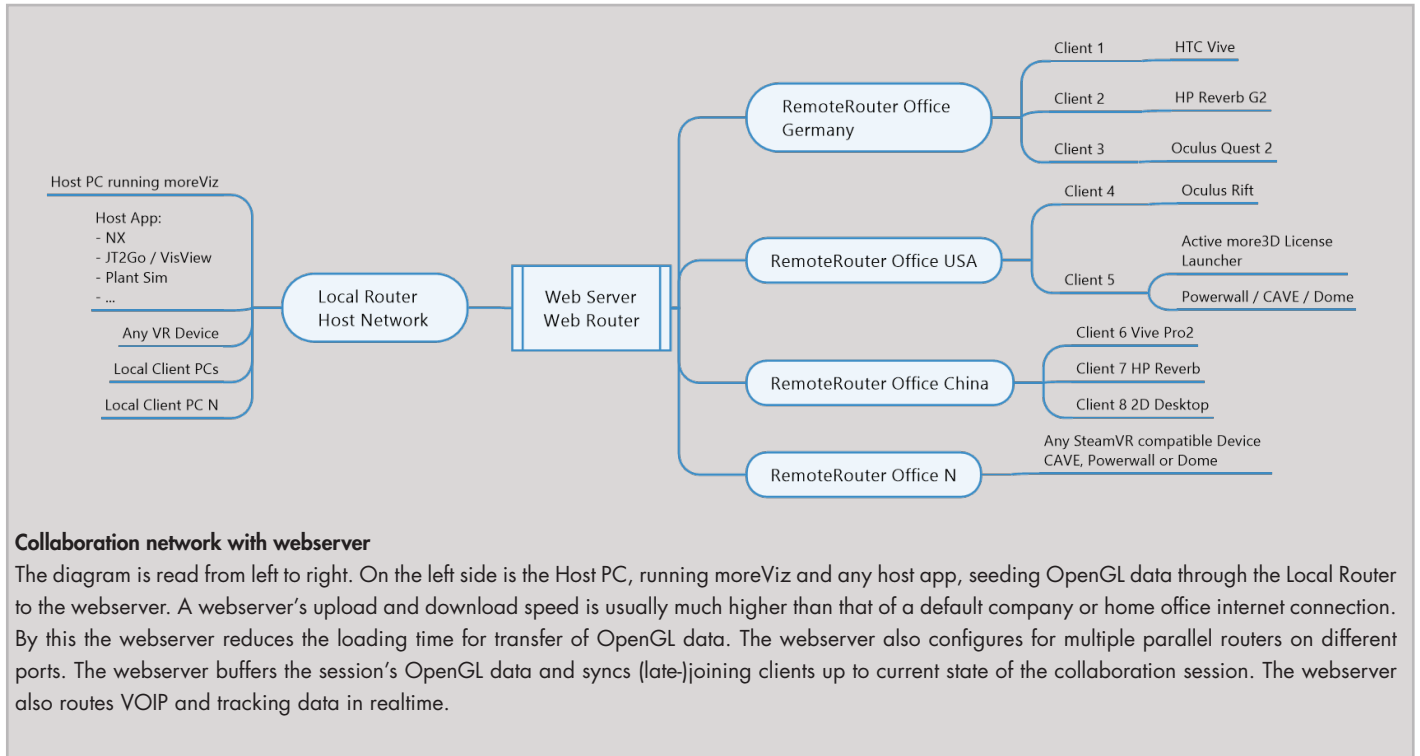 Host PC running moreViz
Host App:
- NX
- JT2Go / VisView
- Plant Sim
- ...
Any VR Device
Local Client PCs
Local Client PC N
Local Router
Host Network
Web Server
Web Router
RemoteRouter Office
Germany
Client 1
HTC Vive
Client 2
HP Reverb G2
Client 3
Oculus Quest 2
RemoteRouter Office USA
Client 4
Oculus Rift
Client 5
Active more3D License
Launcher
Powerwall / CAVE / Dome
RemoteRouter Office China
Client 6 Vive Pro2
Client 7 HP Reverb
Client 8 2D Desktop
RemoteRouter Office N
Any SteamVR compatible Device
CAVE, Powerwall or Dome
Collaboration network with webserver
The diagram is read from left to right. On the left side is the Host PC, running moreViz and any host app, seeding OpenGL data through the Local Router
to the webserver. A webserver’s upload and download speed is usually much higher than that of a default company or home office internet connection.
By this the webserver reduces the loading time for transfer of OpenGL data. The webserver also configures for multiple parallel routers on different
ports. The webserver buffers the session’s OpenGL data and syncs (late-)joining clients up to current state of the collaboration session. The webserver
also routes VOIP and tracking data in realtime.